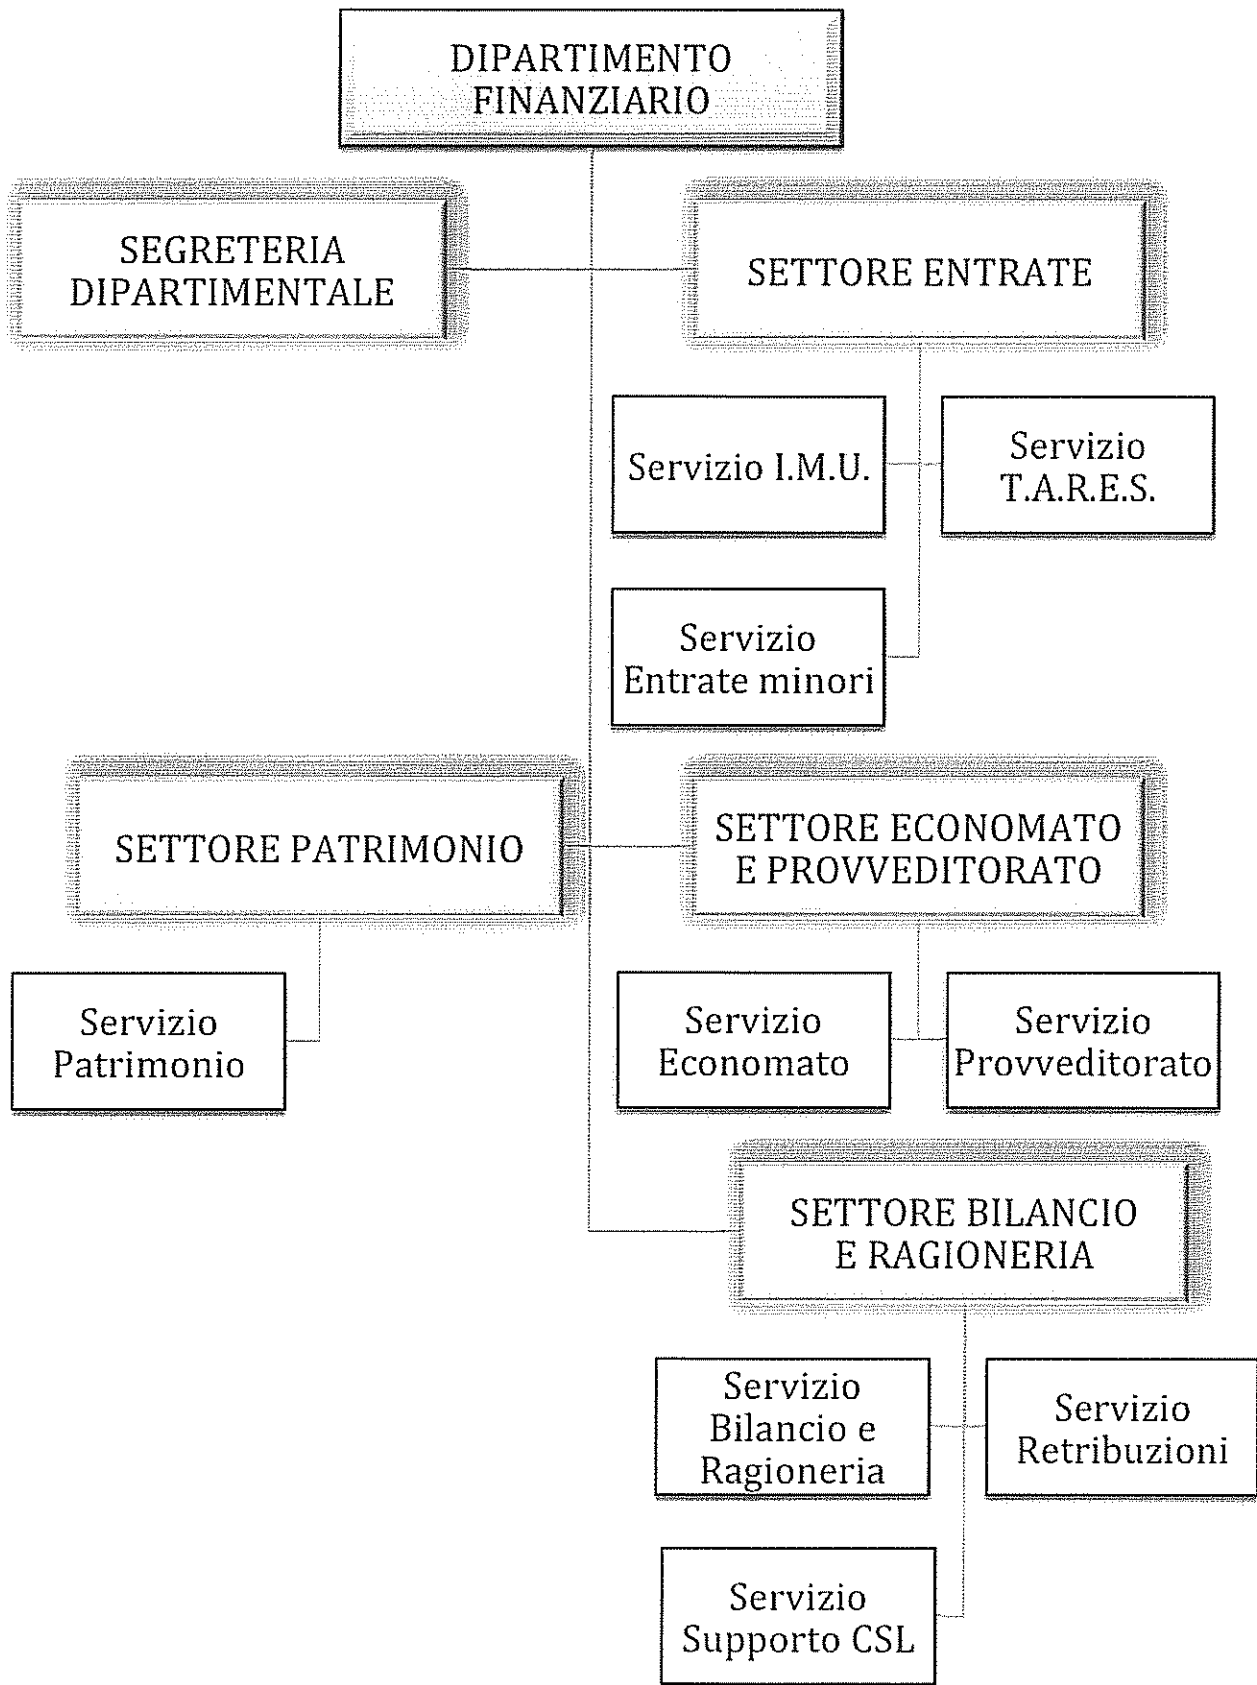 DIPARTIMENTO
FINANZIARIO
SEGRETERIA
DIPARTIMENTALE
SETTORE ENTRATE
Servizio I.M.U.
Servizio
T.A.R.E.S.
Servizio
Entrate minori
SETTORE PATRIMONIO
SETTORE ECONOMATO
E PROVVEDITORATO
Servizio
Patrimonio
Servizio
Economato
Servizio
Provveditorato
SETTORE BILANCIO
E RAGIONERIA
Servizio
Bilancio e
Ragioneria
Servizio
Retribuzioni
Servizio
Supporto CSL